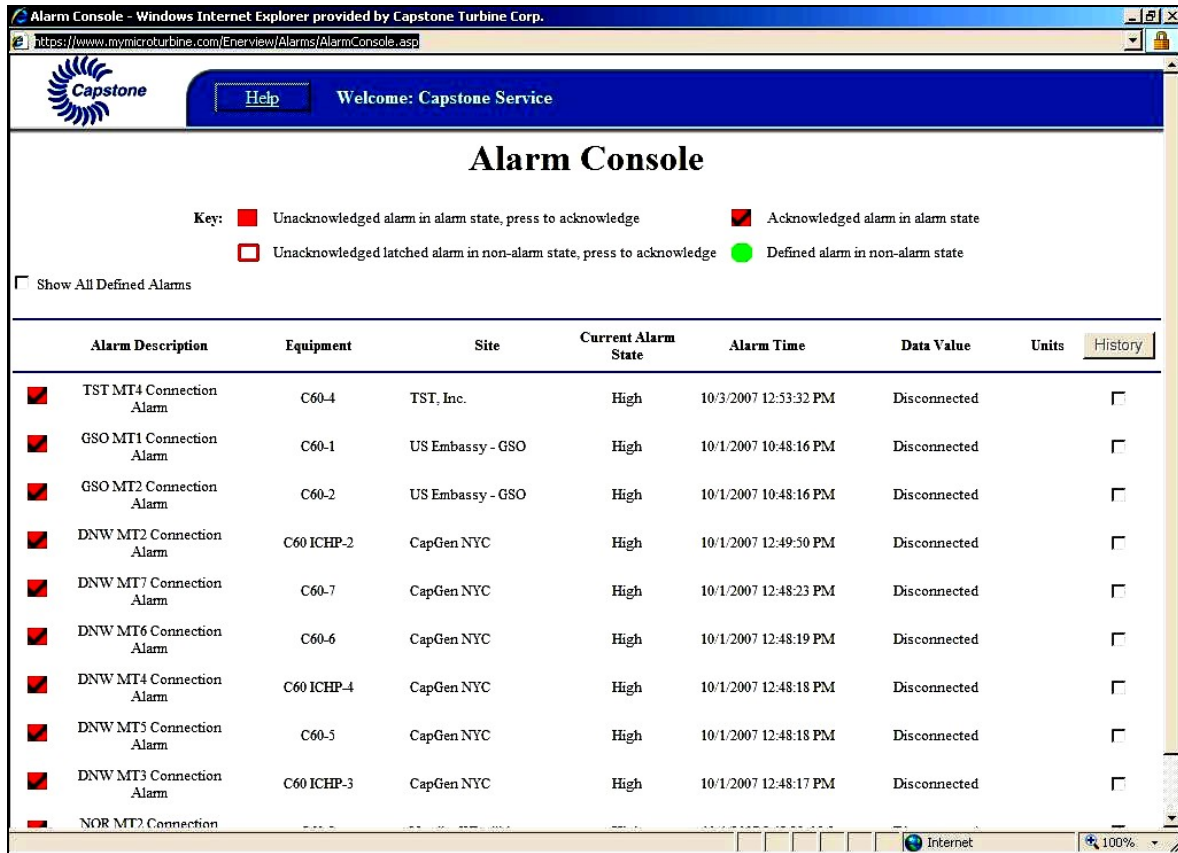 Alarm Console - Windows Internet Explorer provided by Capstone Turbine Corp.
https://www.mymicroturbine.com/Enerview/Alarms/AlarmConsole.asp
Capstone
Help Welcome: Capstone Service
Alarm Console
Key: Unacknowledged alarm in alarm state, press to acknowledge Acknowledged alarm in alarm state
Unacknowledged latched alarm in non-alarm state, press to acknowledge Defined alarm in non-alarm state
Show All Defined Alarms
Alarm Description Equipment Site Current Alarm State Alarm Time Data Value Units History
TST MT4 Connection Alarm C60-4 TST, Inc. High 10/3/2007 12:53:32 PM Disconnected
GSO MT1 Connection Alarm C60-1 US Embassy - GSO High 10/1/2007 10:48:16 PM Disconnected
GSO MT2 Connection Alarm C60-2 US Embassy - GSO High 10/1/2007 10:48:16 PM Disconnected
DNW MT2 Connection Alarm C60 ICHP-2 CapGen NYC High 10/1/2007 12:49:50 PM Disconnected
DNW MT7 Connection Alarm C60-7 CapGen NYC High 10/1/2007 12:48:23 PM Disconnected
DNW MT6 Connection Alarm C60-6 CapGen NYC High 10/1/2007 12:48:19 PM Disconnected
DNW MT4 Connection Alarm C60 ICHP-4 CapGen NYC High 10/1/2007 12:48:18 PM Disconnected
DNW MT5 Connection Alarm C60-5 CapGen NYC High 10/1/2007 12:48:18 PM Disconnected
DNW MT3 Connection Alarm C60 ICHP-3 CapGen NYC High 10/1/2007 12:48:17 PM Disconnected
NOR MT2 Connection
Internet 100%